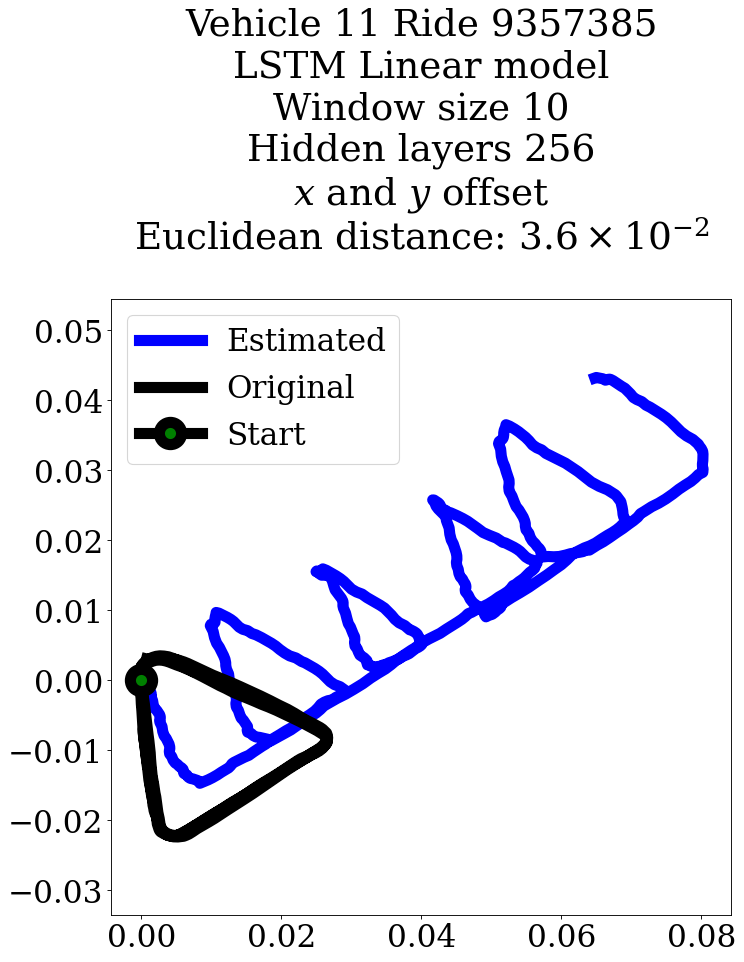 Vehicle 11 Ride 9357385
LSTM Linear model
Window size 10
Hidden layers 256
x and y offset
Euclidean distance: 3.6 × 10⁻²
Estimated
Original
Start
0.05
0.04
0.03
0.02
0.01
0.00
−0.01
−0.02
−0.03
0.00 0.02 0.04 0.06 0.08